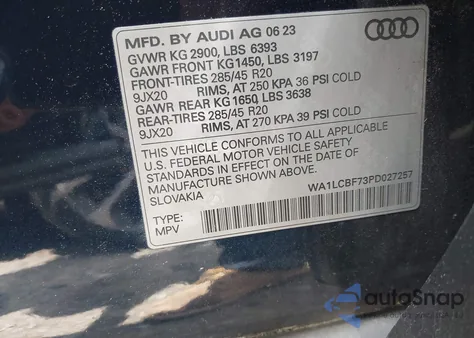 MFD. BY AUDI AG 06 23
GVWR KG 2900, LBS 6393
GAWR FRONT KG1450, LBS 3197
FRONT-TIRES 285/45 R20
9JX20 RIMS, AT 250 KPA 36 PSI COLD
GAWR REAR KG1650 LBS 3638
REAR-TIRES 285/45 R20
9JX20 RIMS, AT 270 KPA 39 PSI COLD
THIS VEHICLE CONFORMS TO ALL APPLICABLE
U.S. FEDERAL MOTOR VEHICLE SAFETY
STANDARDS IN EFFECT ON THE DATE OF
MANUFACTURE SHOWN ABOVE.
SLOVAKIA WA1LCBF73PD027257
TYPE:
MPV
autoSnap